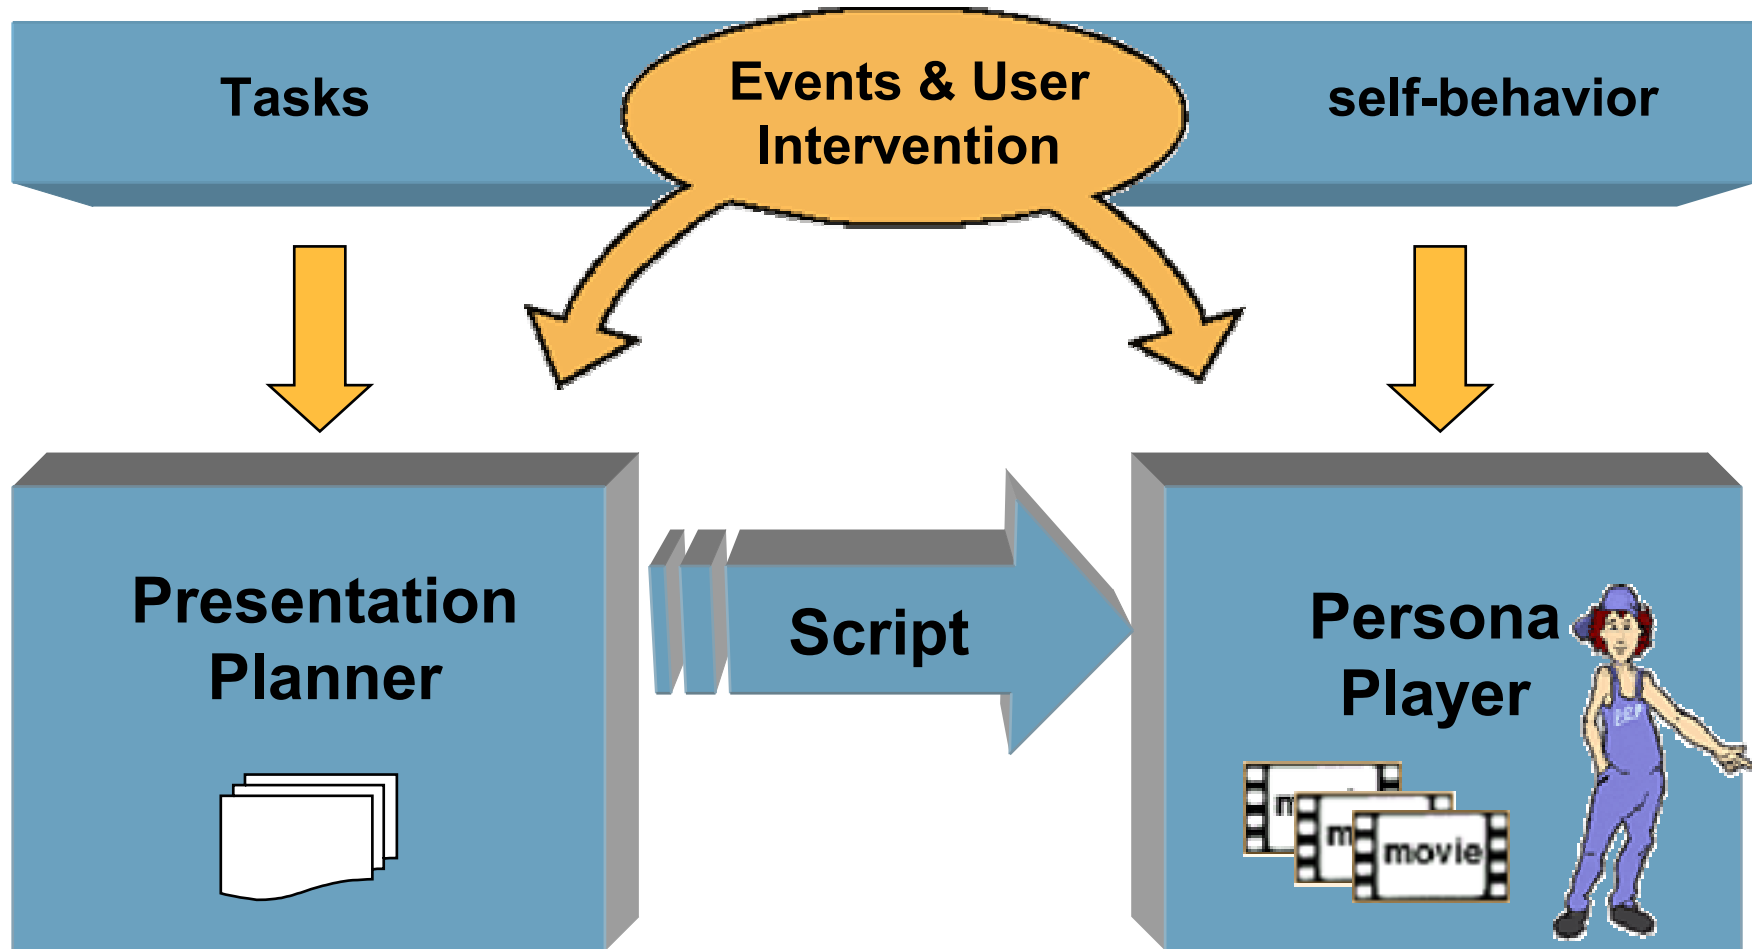 Tasks
Events & User
Intervention
self-behavior
Presentation
Planner
Script
Persona
Player
m
m
movie